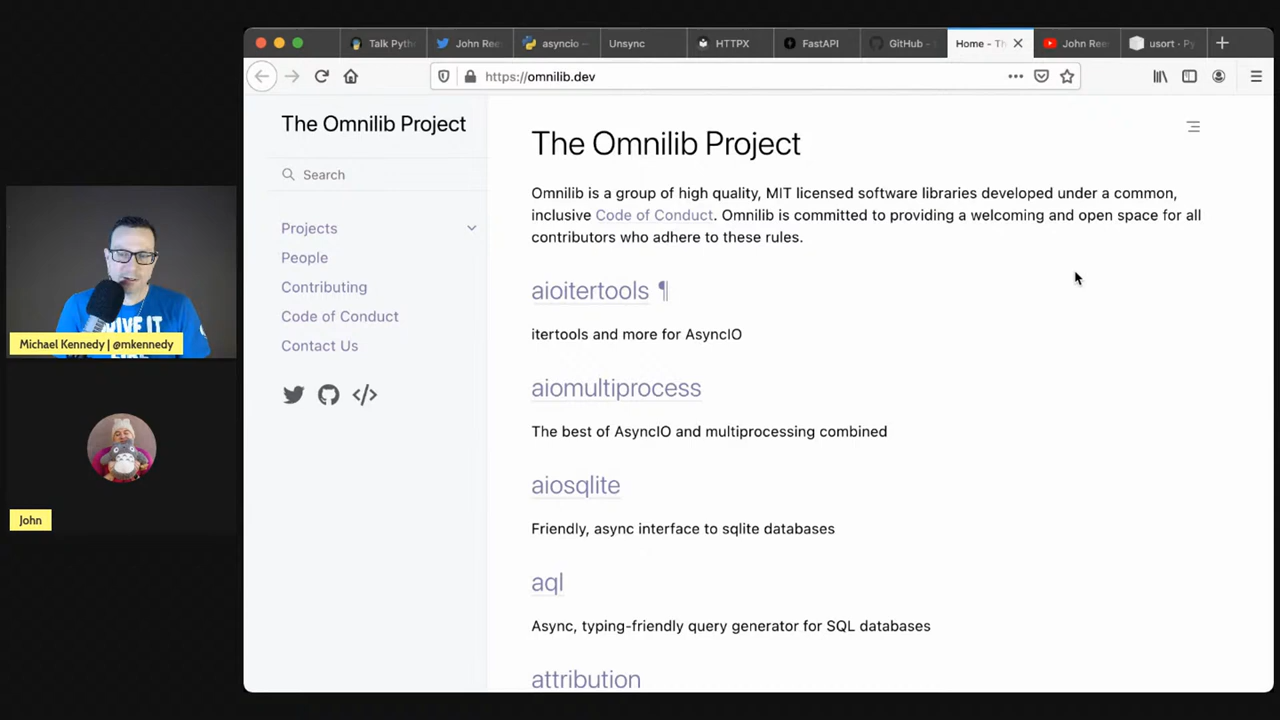 Talk Pyth
John Ree
asyncio —
Unsync
HTTPX
FastAPI
GitHub -
Home - Th
John Ree
usort · Py
https://omnilib.dev
The Omnilib Project
Search
Projects
People
Contributing
Code of Conduct
Contact Us
The Omnilib Project
Omnilib is a group of high quality, MIT licensed software libraries developed under a common,
inclusive Code of Conduct. Omnilib is committed to providing a welcoming and open space for all
contributors who adhere to these rules.
aioitertools ¶
itertools and more for AsyncIO
aiomultiprocess
The best of AsyncIO and multiprocessing combined
aiosqlite
Friendly, async interface to sqlite databases
aql
Async, typing-friendly query generator for SQL databases
attribution
Michael Kennedy | @mkennedy
John